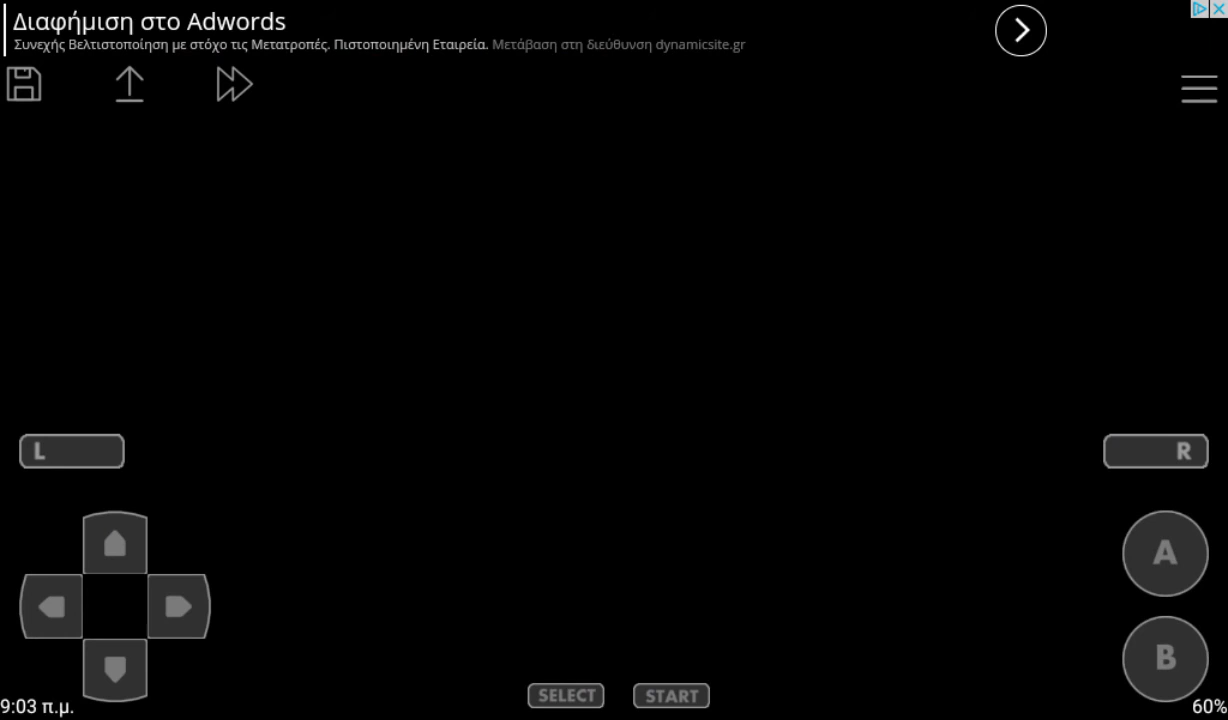 Διαφήμιση στο Adwords
Συνεχής Βελτιστοποίηση με στόχο τις Μετατροπές. Πιστοποιημένη Εταιρεία. Μετάβαση στη διεύθυνση dynamicsite.gr
L
R
A
B
SELECT START
9:03 π.μ.
60%